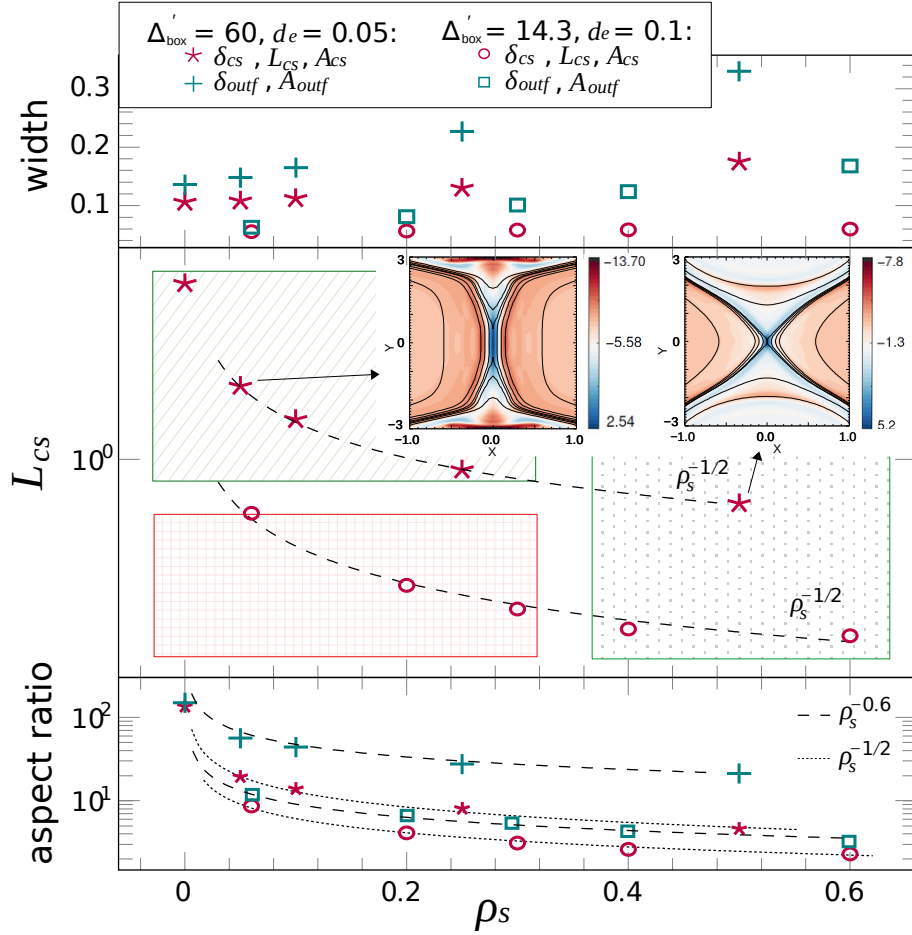 Δ′box = 60, de = 0.05: Δ′box = 14.3, de = 0.1:
δcs , Lcs, Acs δcs , Lcs, Acs
δoutf , Aoutf δoutf , Aoutf
width
0.3
0.2
0.1
Lcs
10^0
3
0
−3
Y
-1.0 0.0 1.0
X
−13.70
−5.58
2.54
3
0
−3
Y
-1.0 0.0 1.0
X
−7.8
−1.3
5.2
ρs^−1/2
ρs^−1/2
aspect ratio
10^2
10^1
ρs^−0.6
ρs^−1/2
0 0.2 0.4 0.6
ρs